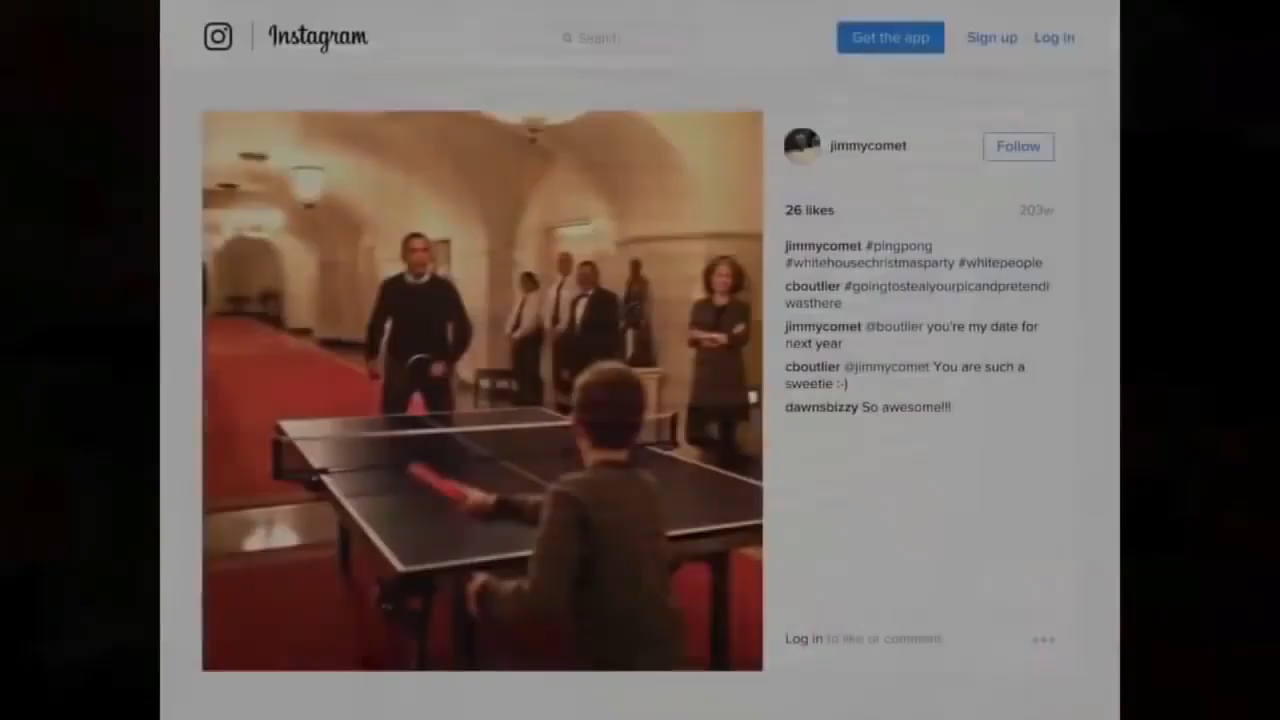 Instagram
Search
Get the app
Sign up
Log in
jimmycomet
Follow
26 likes
203w
jimmycomet #pingpong
#whitehousechristmasparty #whitepeople
cboutlier #goingtostealyourpicandpretendi
wasthere
jimmycomet @boutlier you're my date for
next year
cboutlier @jimmycomet You are such a
sweetie :-)
dawnsbizzy So awesome!!!
Log in to like or comment.